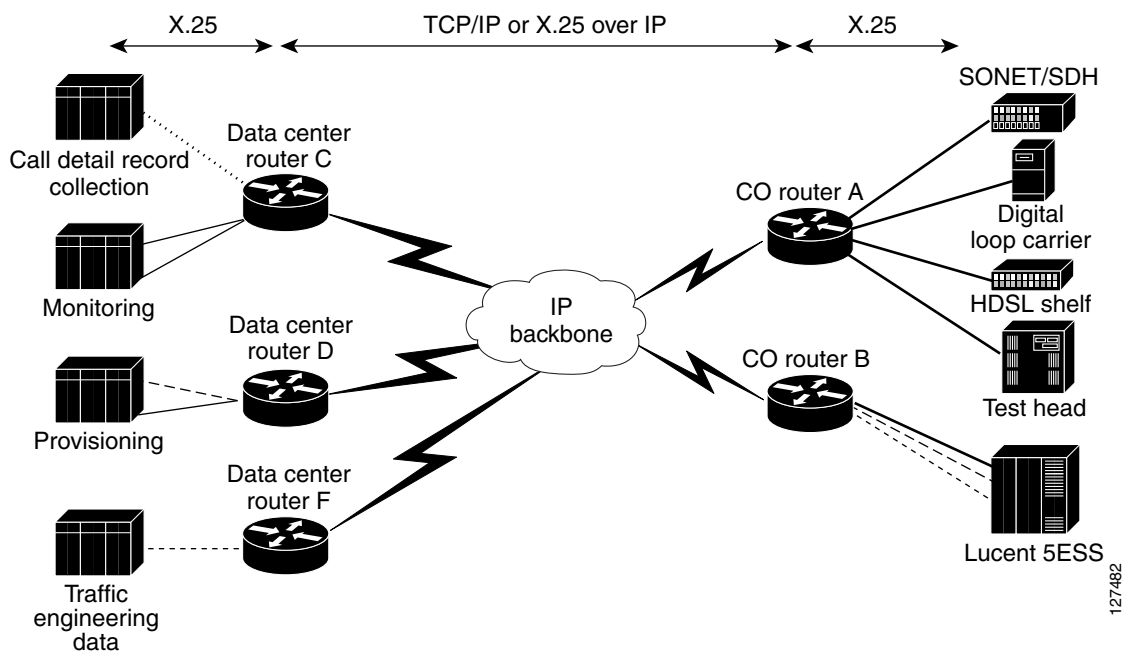 X.25
TCP/IP or X.25 over IP
X.25
SONET/SDH
Data center
router C
Call detail record
collection
CO router A
Digital
loop carrier
Monitoring
IP
backbone
HDSL shelf
Data center
router D
CO router B
Provisioning
Test head
Data center
router F
Lucent 5ESS
Traffic
engineering
data
127482